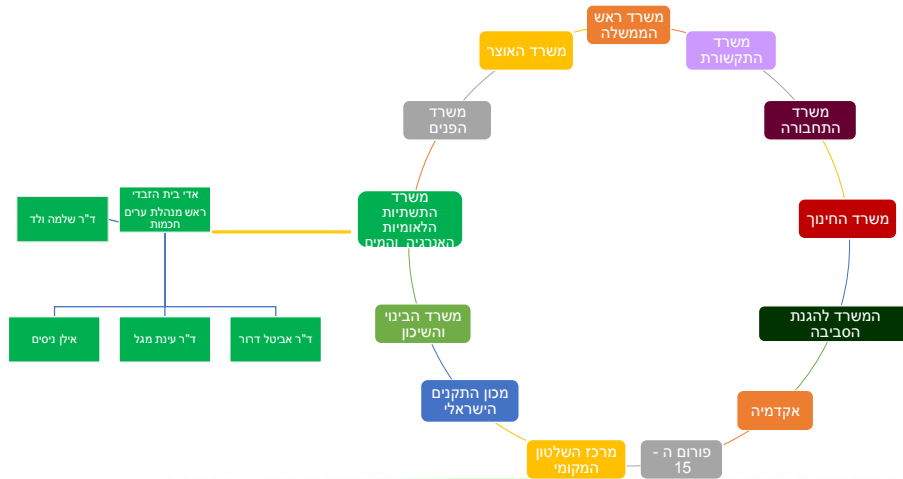 משרד ראש
הממשלה
משרד
התקשורת
משרד
התחבורה
משרד החינוך
המשרד להגנת
הסביבה
אקדמיה
פורום ה -
15
מרכז השלטון
המקומי
מכון התקנים
הישראלי
משרד הבינוי
והשיכון
משרד
התשתיות
הלאומיות
האנרגיה והמים
משרד
הפנים
משרד האוצר
אדי בית הזבדי
ראש מנהלת ערים
חכמות
ד"ר שלמה ולד
ד"ר אביטל דרור
ד"ר עינת מגל
אילן ניסים